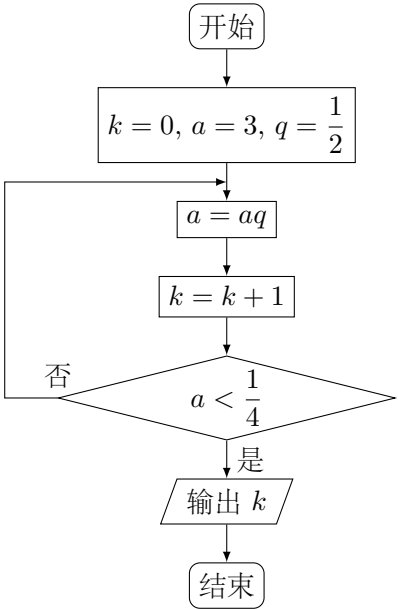 开始
k = 0, a = 3, q = 1/2
a = aq
k = k + 1
否
a < 1/4
是
输出 k
结束